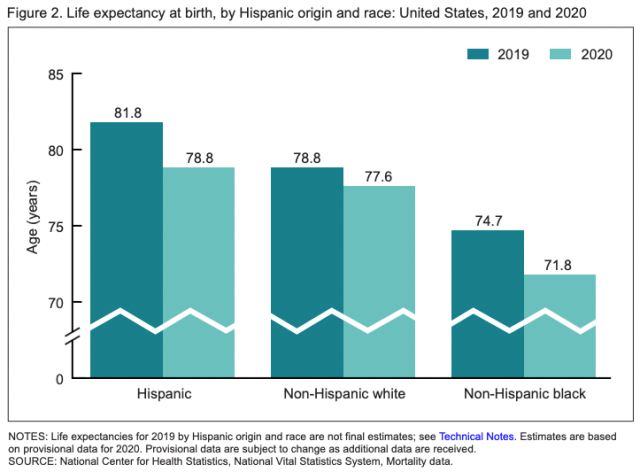 Figure 2. Life expectancy at birth, by Hispanic origin and race: United States, 2019 and 2020
2019 2020
85
81.8
80
78.8 78.8
77.6
Age (years)
75
74.7
71.8
70
0
Hispanic Non-Hispanic white Non-Hispanic black
NOTES: Life expectancies for 2019 by Hispanic origin and race are not final estimates; see Technical Notes. Estimates are based
on provisional data for 2020. Provisional data are subject to change as additional data are received.
SOURCE: National Center for Health Statistics, National Vital Statistics System, Mortality data.